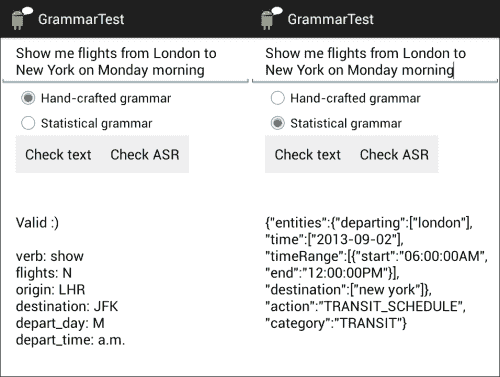 GrammarTest
Show me flights from London to
New York on Monday morning
Hand-crafted grammar
Statistical grammar
Check text Check ASR
Valid :)
verb: show
flights: N
origin: LHR
destination: JFK
depart_day: M
depart_time: a.m.
GrammarTest
Show me flights from London to
New York on Monday morning
Hand-crafted grammar
Statistical grammar
Check text Check ASR
{"entities":{"departing":["london"],
"time":["2013-09-02"],
"timeRange":[{"start":"06:00:00AM",
"end":"12:00:00PM"}],
"destination":["new york"]},
"action":"TRANSIT_SCHEDULE",
"category":"TRANSIT"}